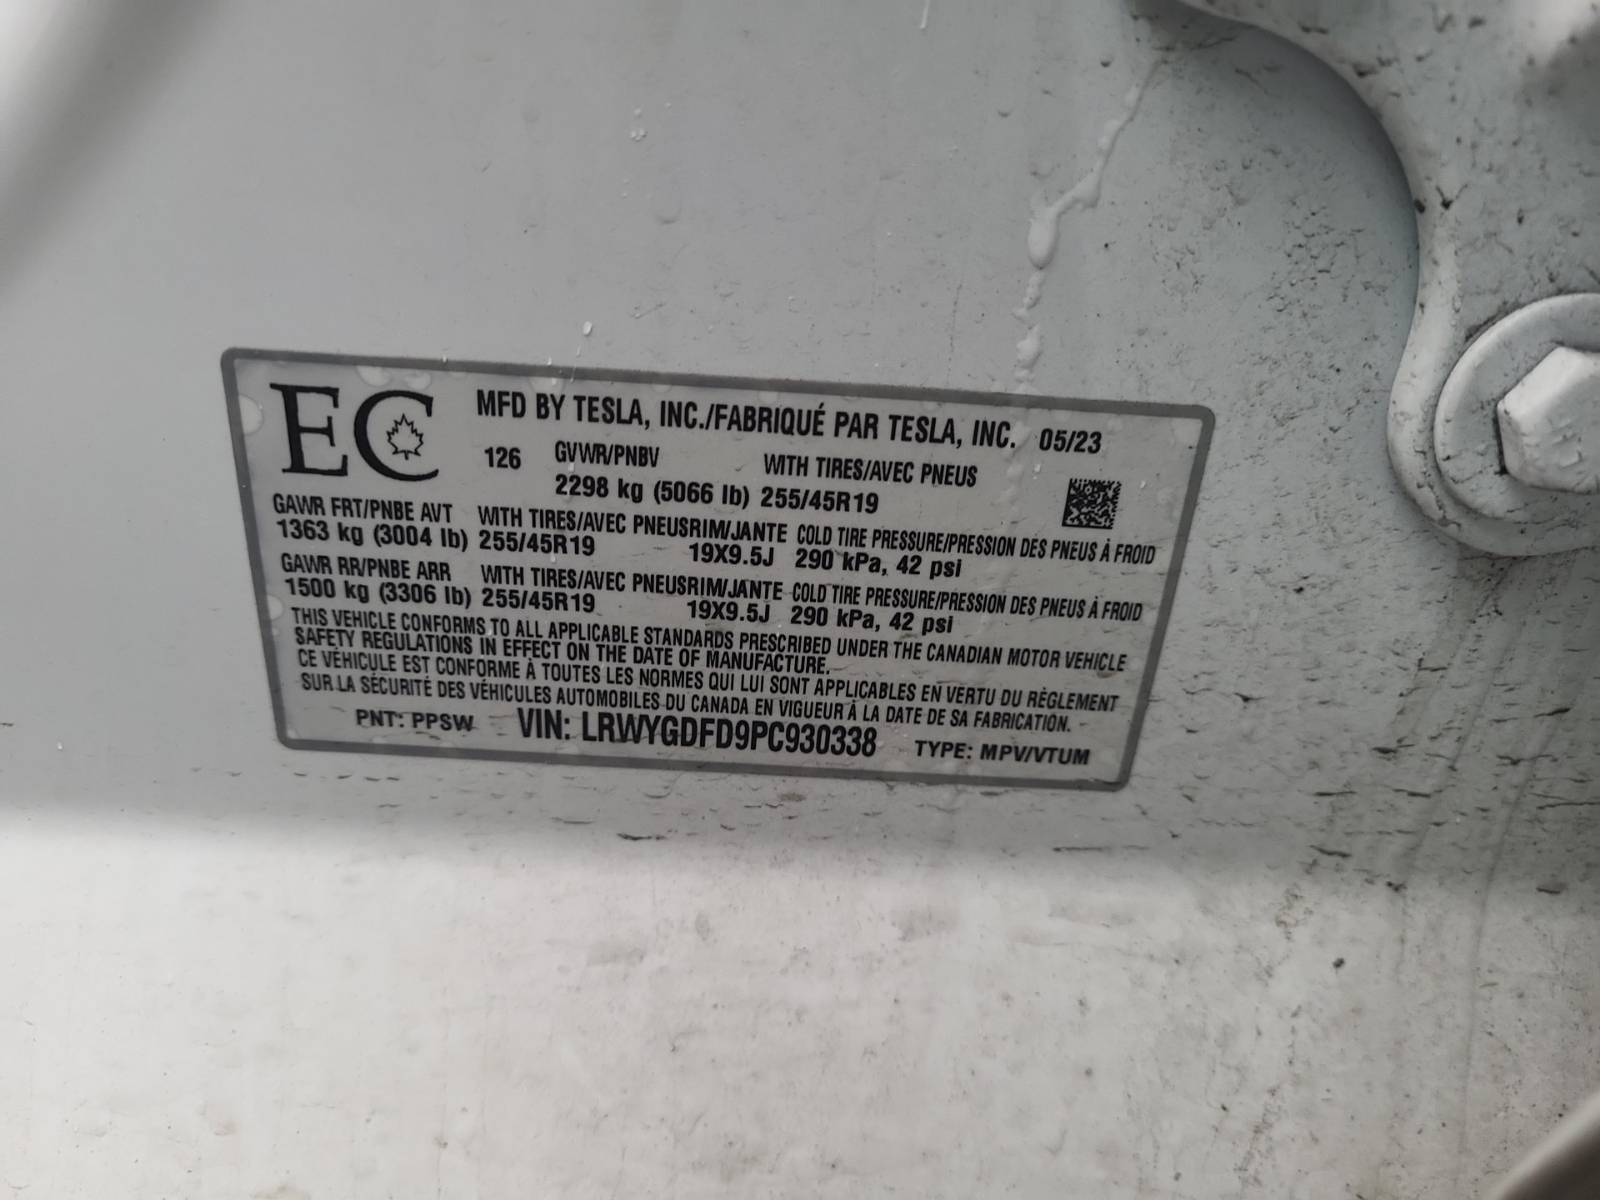 EC MFD BY TESLA, INC./FABRIQUÉ PAR TESLA, INC. 05/23
126 GVWR/PNBV WITH TIRES/AVEC PNEUS
2298 kg (5066 lb) 255/45R19
GAWR FRT/PNBE AVT WITH TIRES/AVEC PNEUS RIM/JANTE COLD TIRE PRESSURE/PRESSION DES PNEUS À FROID
1363 kg (3004 lb) 255/45R19 19X9.5J 290 kPa, 42 psi
GAWR RR/PNBE ARR WITH TIRES/AVEC PNEUS RIM/JANTE COLD TIRE PRESSURE/PRESSION DES PNEUS À FROID
1500 kg (3306 lb) 255/45R19 19X9.5J 290 kPa, 42 psi
THIS VEHICLE CONFORMS TO ALL APPLICABLE STANDARDS PRESCRIBED UNDER THE CANADIAN MOTOR VEHICLE
SAFETY REGULATIONS IN EFFECT ON THE DATE OF MANUFACTURE.
CE VÉHICULE EST CONFORME À TOUTES LES NORMES QUI LUI SONT APPLICABLES EN VERTU DU RÈGLEMENT
SUR LA SÉCURITÉ DES VÉHICULES AUTOMOBILES DU CANADA EN VIGUEUR À LA DATE DE SA FABRICATION.
PNT: PPSW VIN: LRWYGDFD9PC930338 TYPE: MPV/VTUM